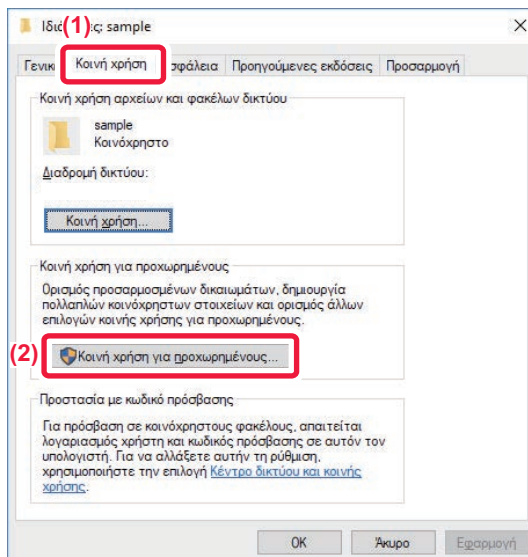 (1)
Ιδιό ες: sample
Γενικ Κοινή χρήση σφάλεια Προηγούμενες εκδόσεις Προσαρμογή
Κοινή χρήση αρχείων και φακέλων δικτύου
sample
Κοινόχρηστο
Διαδρομή δικτύου:
Κοινή χρήση...
Κοινή χρήση για προχωρημένους
Ορισμός προσαρμοσμένων δικαιωμάτων, δημιουργία
πολλαπλών κοινόχρηστων στοιχείων και ορισμός άλλων
επιλογών κοινής χρήσης για προχωρημένους.
(2) Κοινή χρήση για προχωρημένους...
Προστασία με κωδικό πρόσβασης
Για πρόσβαση σε κοινόχρηστους φακέλους, απαιτείται
λογαριασμός χρήστη και κωδικός πρόσβασης σε αυτόν τον
υπολογιστή. Για να αλλάξετε αυτήν τη ρύθμιση,
χρησιμοποιήστε την επιλογή Κέντρο δικτύου και κοινής
χρήσης.
OK Άκυρο Εφαρμογή